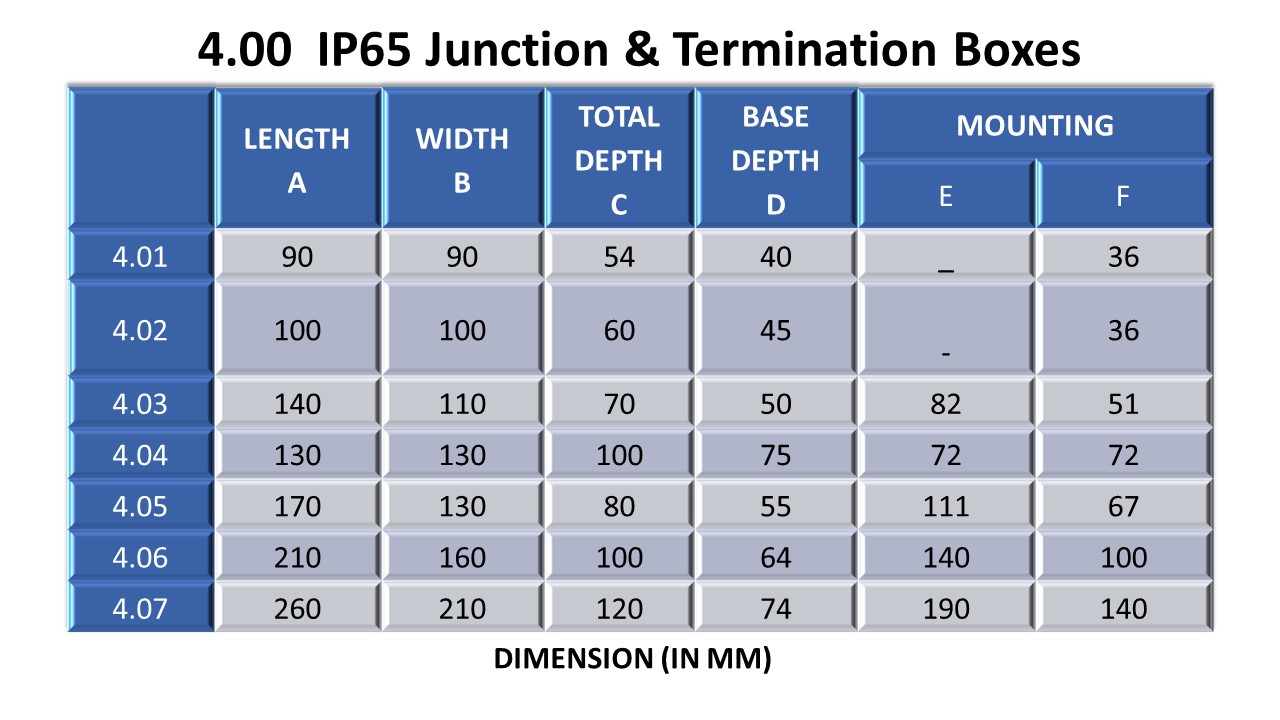 4.00 IP65 Junction & Termination Boxes
LENGTH A WIDTH B TOTAL DEPTH C BASE DEPTH D MOUNTING
E F
4.01 90 90 54 40 _ 36
4.02 100 100 60 45 - 36
4.03 140 110 70 50 82 51
4.04 130 130 100 75 72 72
4.05 170 130 80 55 111 67
4.06 210 160 100 64 140 100
4.07 260 210 120 74 190 140
DIMENSION (IN MM)